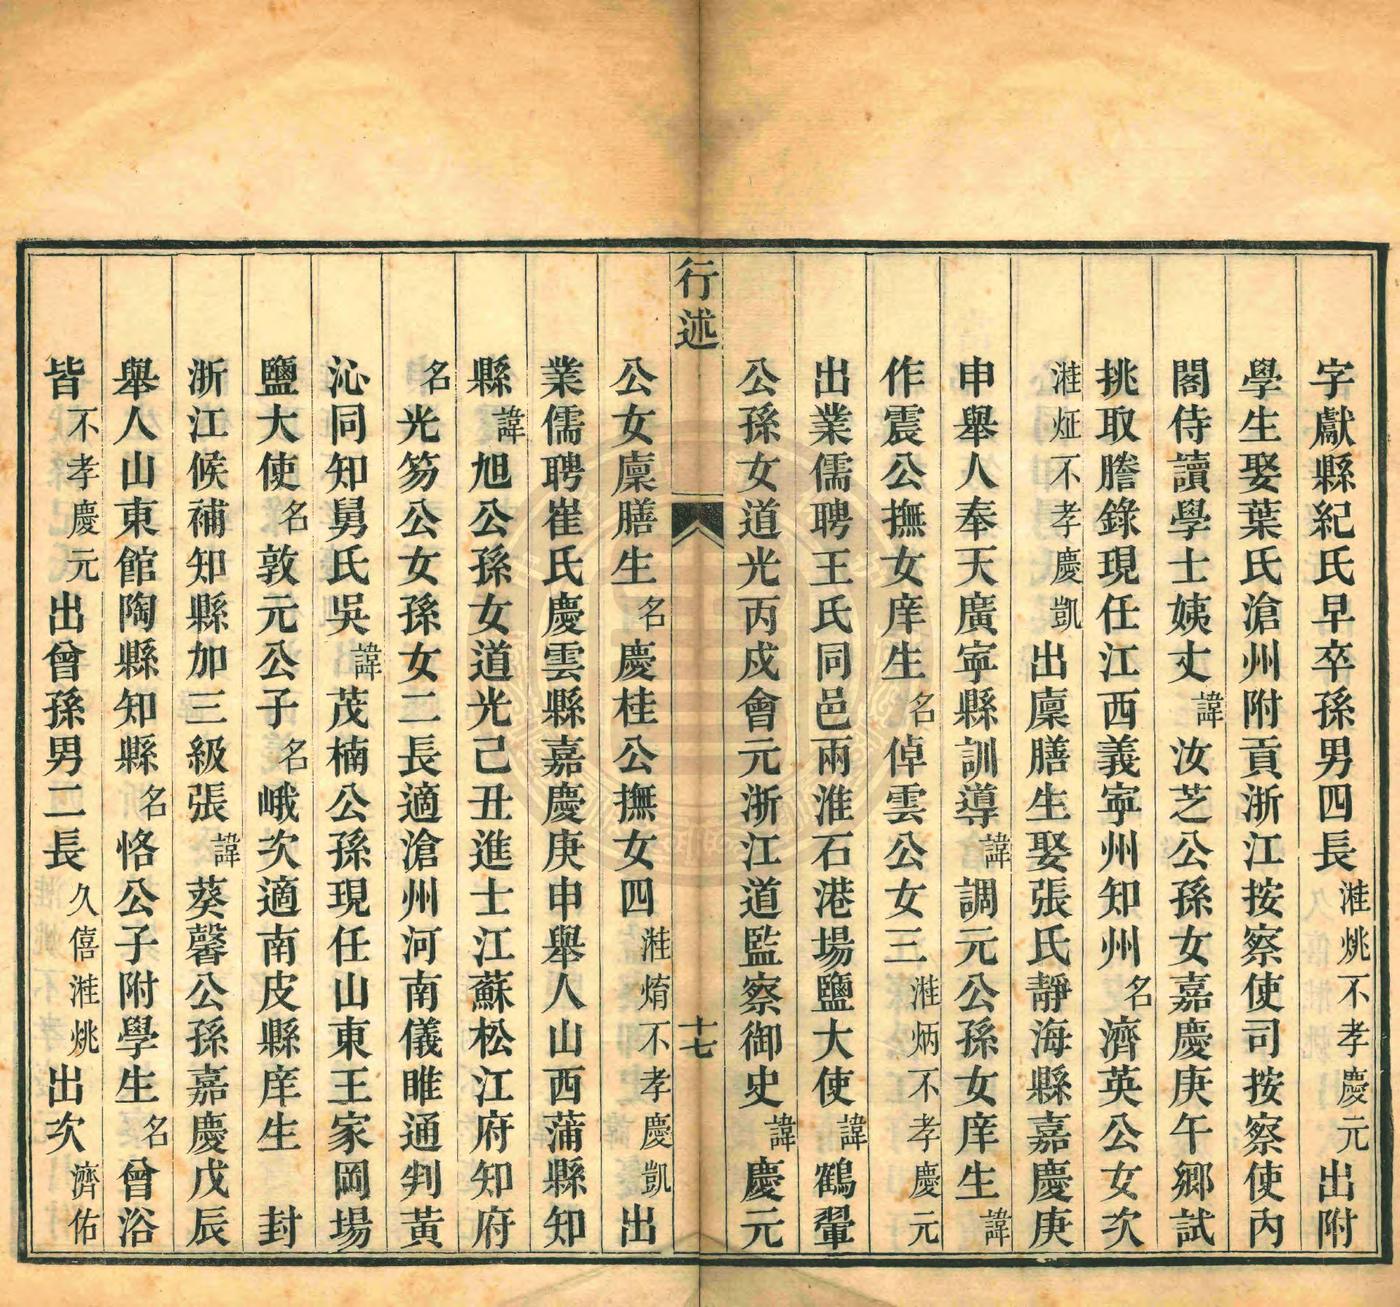 字獻縣紀氏早卒孫男四長溎烑不孝慶元出附
學生娶葉氏滄州附貢浙江按察使司按察使內
閣侍讀學士姨丈諱汝芝公孫女嘉慶庚午鄉試
挑取謄錄現任江西義寧州知州名濟英公女次
溎烻不孝慶凱出廩膳生娶張氏靜海縣嘉慶庚
申舉人奉天廣寧縣訓導諱調元公孫女庠生諱
作震公撫女庠生名倬雲公女三溎炳不孝慶元
出業儒聘王氏同邑兩淮石港場鹽大使諱鶴翬
公孫女道光丙戍會元浙江道監察御史諱慶元
行述
十七
公女廩膳生名慶桂公撫女四溎焴不孝慶凱出
業儒聘崔氏慶雲縣嘉慶庚申舉人山西蒲縣知
縣諱旭公孫女道光己丑進士江蘇松江府知府
名光笏公女孫女二長適滄州河南儀睢通判黃
沁同知舅氏吳諱茂楠公孫現任山東王家岡場
鹽大使名敦元公子名峨次適南皮縣庠生 封
浙江候補知縣加三級張諱葵馨公孫嘉慶戊辰
舉人山東館陶縣知縣名恪公子附學生名曾浴
皆不孝慶元出曾孫男二長久僖溎烑出次濟佑